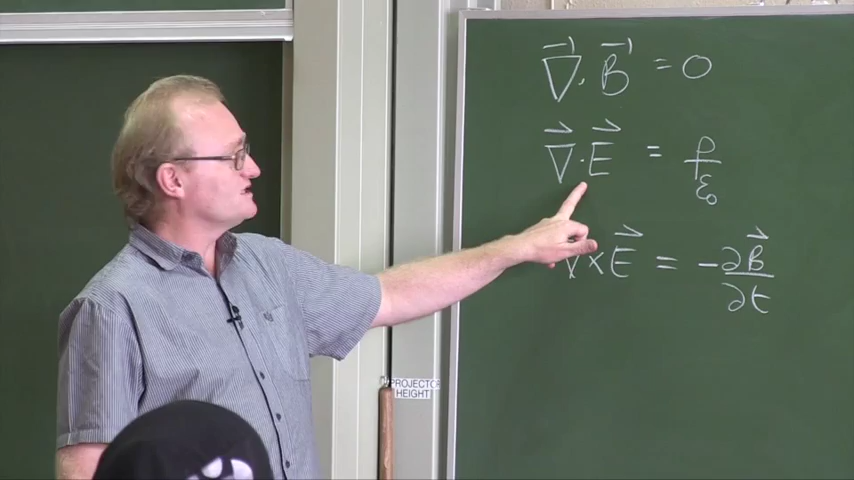 ∇⃗ · B⃗ = 0
∇⃗ · E⃗ = ρ/ε₀
∇ × E⃗ = -∂B⃗/∂t
PROJECTOR
HEIGHT